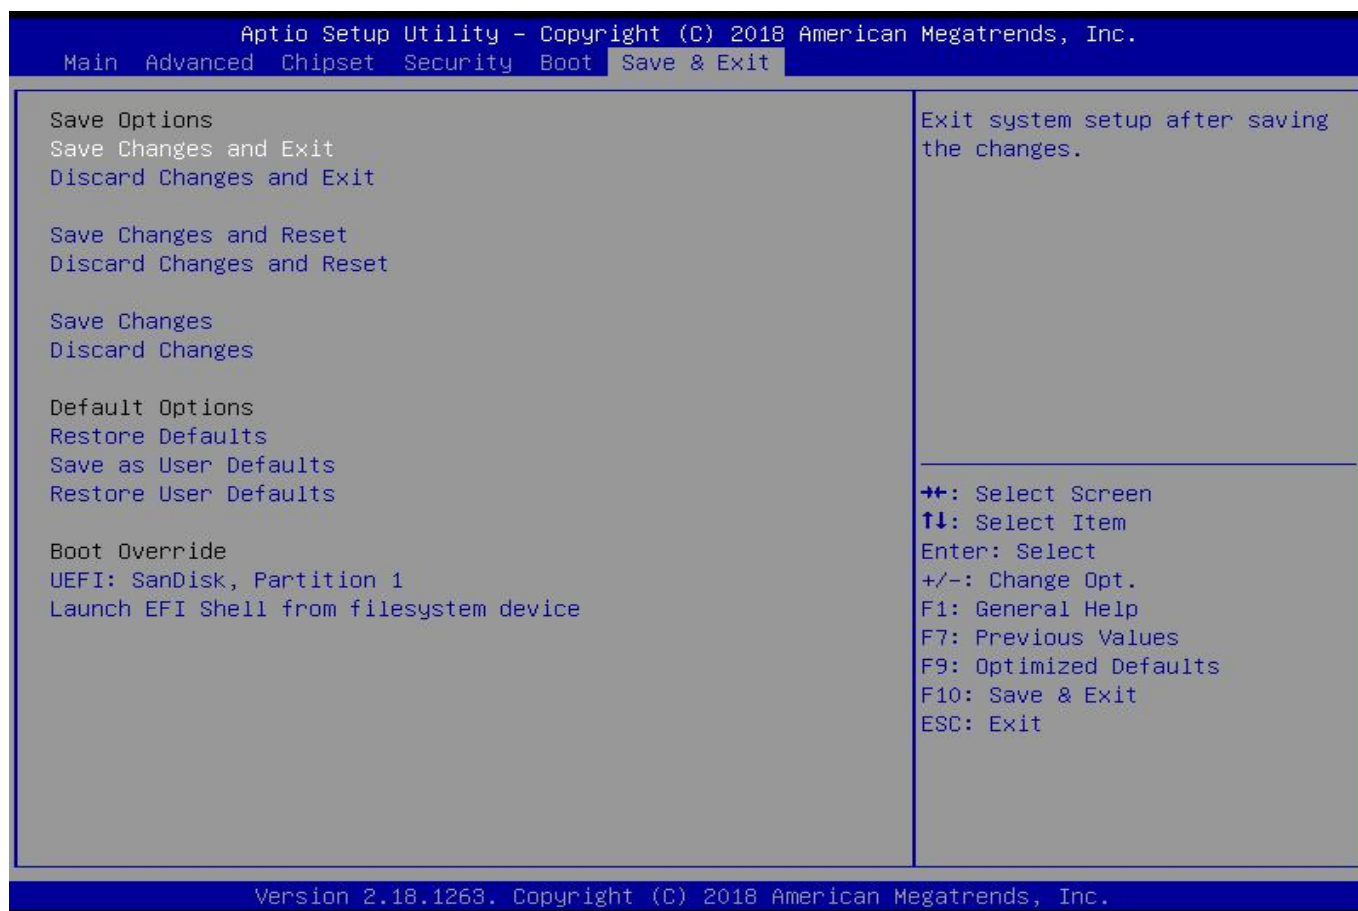 Aptio Setup Utility – Copyright (C) 2018 American Megatrends, Inc.
Main Advanced Chipset Security Boot Save & Exit
Save Options
Save Changes and Exit
Discard Changes and Exit
Save Changes and Reset
Discard Changes and Reset
Save Changes
Discard Changes
Default Options
Restore Defaults
Save as User Defaults
Restore User Defaults
Boot Override
UEFI: SanDisk, Partition 1
Launch EFI Shell from filesystem device
Exit system setup after saving
the changes.
→←: Select Screen
↑↓: Select Item
Enter: Select
+/-: Change Opt.
F1: General Help
F7: Previous Values
F9: Optimized Defaults
F10: Save & Exit
ESC: Exit
Version 2.18.1263. Copyright (C) 2018 American Megatrends, Inc.